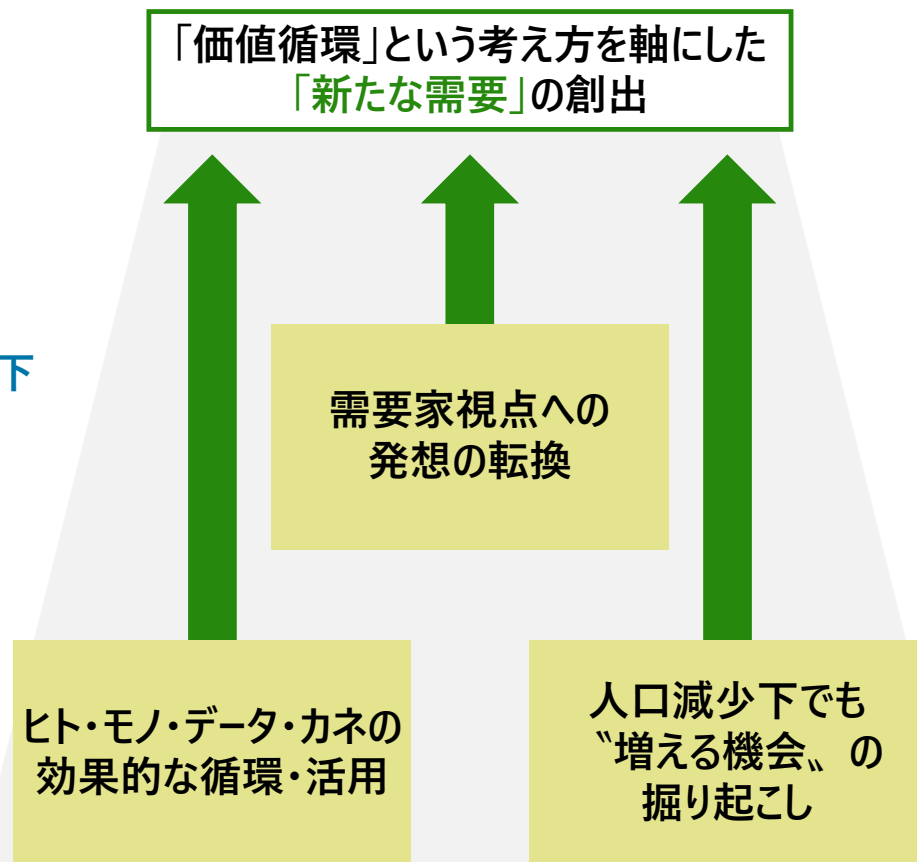 「価値循環」という考え方を軸にした
「新たな需要」の創出
下
需要家視点への
発想の転換
ヒト・モノ・データ・カネの
効果的な循環・活用
人口減少下でも
〝増える機会〟の
掘り起こし